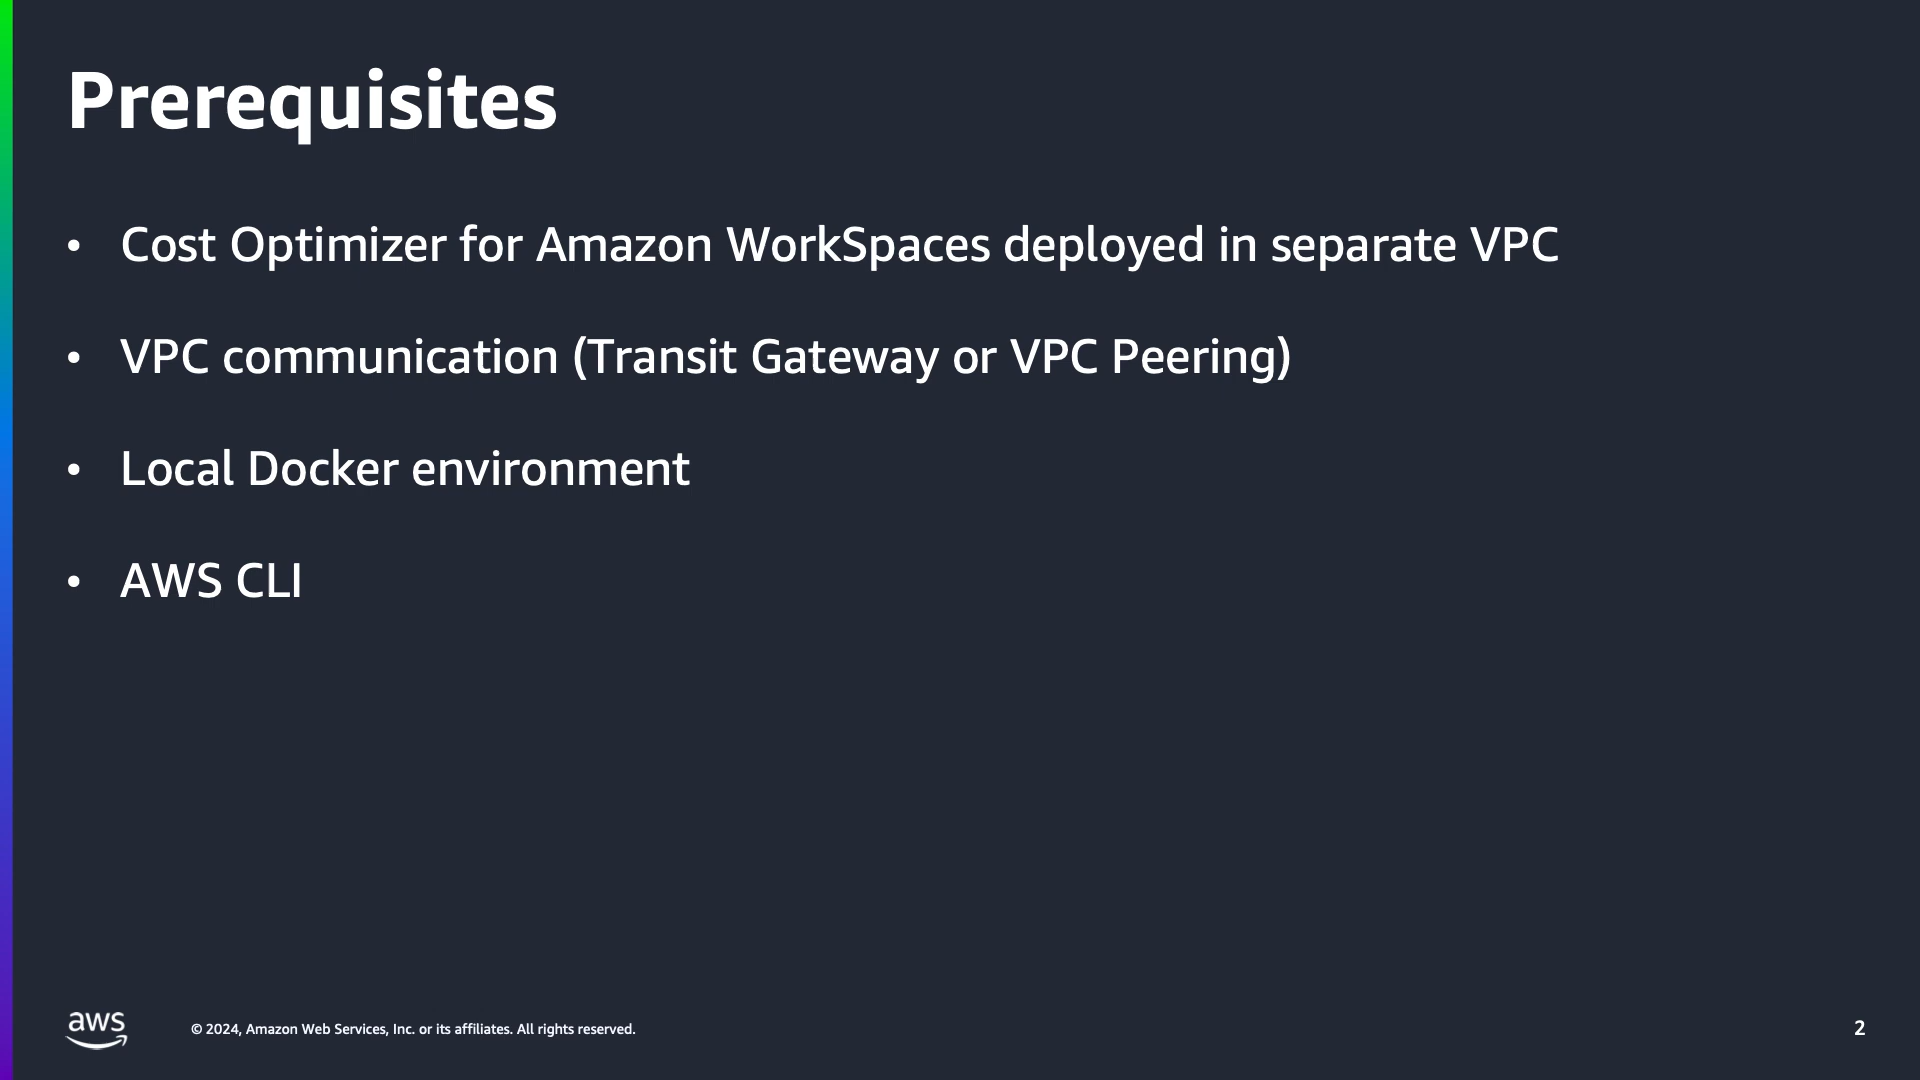 Prerequisites
• Cost Optimizer for Amazon WorkSpaces deployed in separate VPC
• VPC communication (Transit Gateway or VPC Peering)
• Local Docker environment
• AWS CLI
aws
© 2024, Amazon Web Services, Inc. or its affiliates. All rights reserved.
2